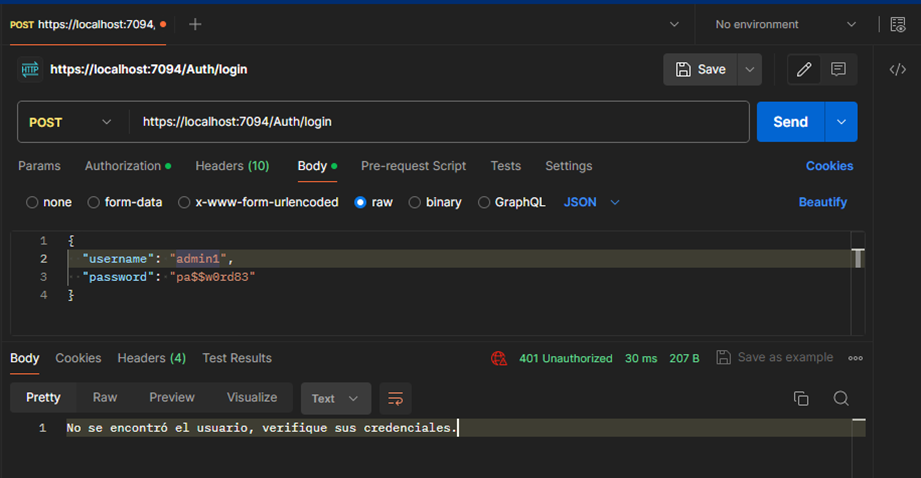 POST https://localhost:7094,
No environment
HTTP https://localhost:7094/Auth/login
Save
POST https://localhost:7094/Auth/login
Send
Params Authorization Headers (10) Body Pre-request Script Tests Settings Cookies
none form-data x-www-form-urlencoded raw binary GraphQL JSON Beautify
1 {
2 "username": "admin1",
3 "password": "pa$$w0rd83"
4 }
Body Cookies Headers (4) Test Results 401 Unauthorized 30 ms 207 B Save as example
Pretty Raw Preview Visualize Text
1 No se encontró el usuario, verifique sus credenciales.